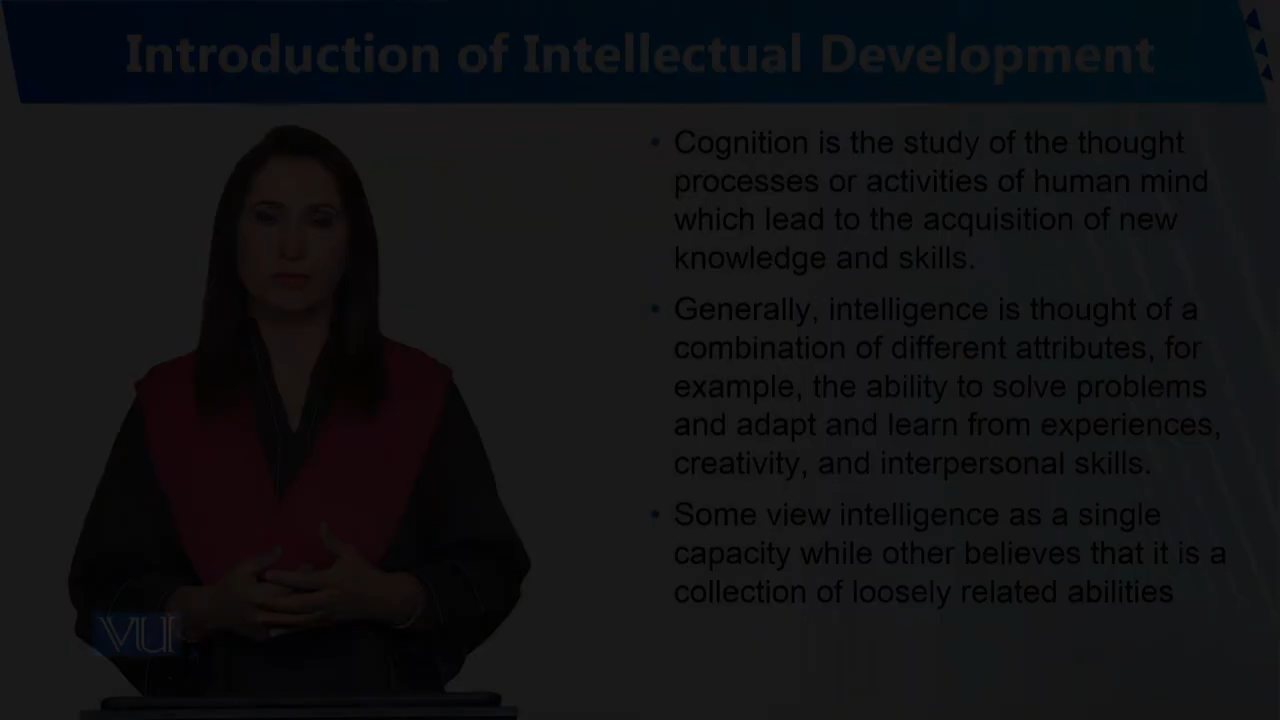 Introduction of Intellectual Development
• Cognition is the study of the thought
processes or activities of human mind
which lead to the acquisition of new
knowledge and skills.
• Generally, intelligence is thought of a
combination of different attributes, for
example, the ability to solve problems
and adapt and learn from experiences,
creativity, and interpersonal skills.
• Some view intelligence as a single
capacity while other believes that it is a
collection of loosely related abilities
VU